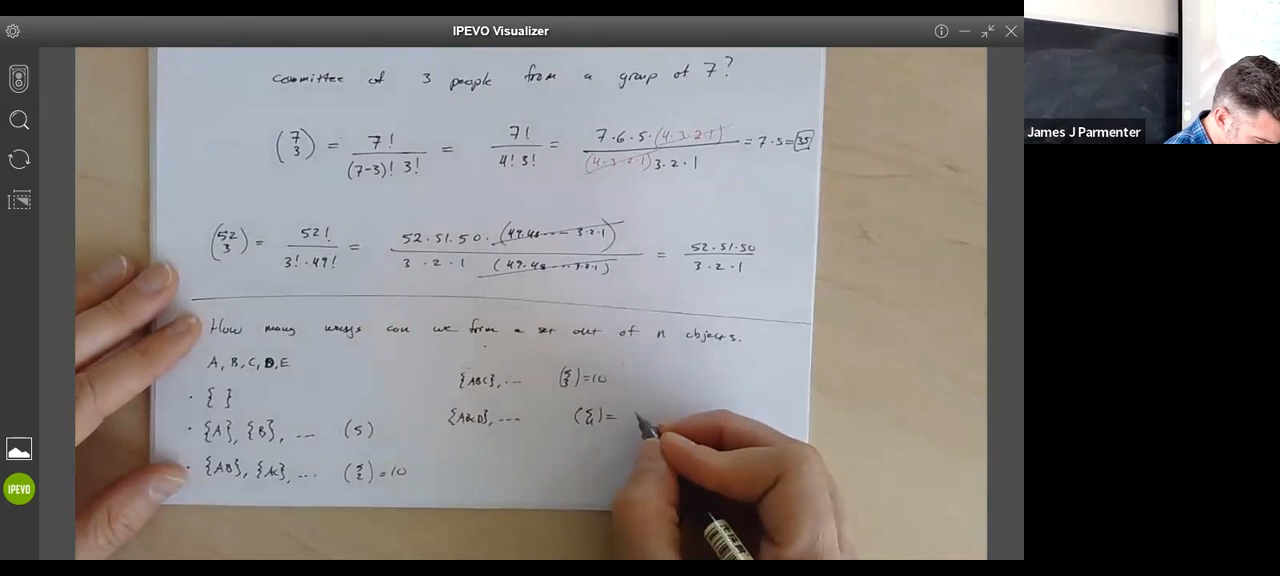 IPEVO Visualizer
James J Parmenter
committee of 3 people from a group of 7?
(7 3) = 7! / (7-3)! 3! = 7! / 4! 3! = 7·6·5·(4·3·2·1) / (4·3·2·1) 3·2·1 = 7·5 = 35
(52 3) = 52! / 3!·49! = 52·51·50·(49·48---3·2·1) / 3·2·1 (49·48---3·2·1) = 52·51·50 / 3·2·1
How many ways can we form a set out of n objects.
A, B, C, D, E
· { }
· {A}, {B}, --- (5)
· {AB}, {AC}, --- (5 2) = 10
{ABC}, --- (5 3) = 10
{ABCD}, --- (5 4) =
IPEVO